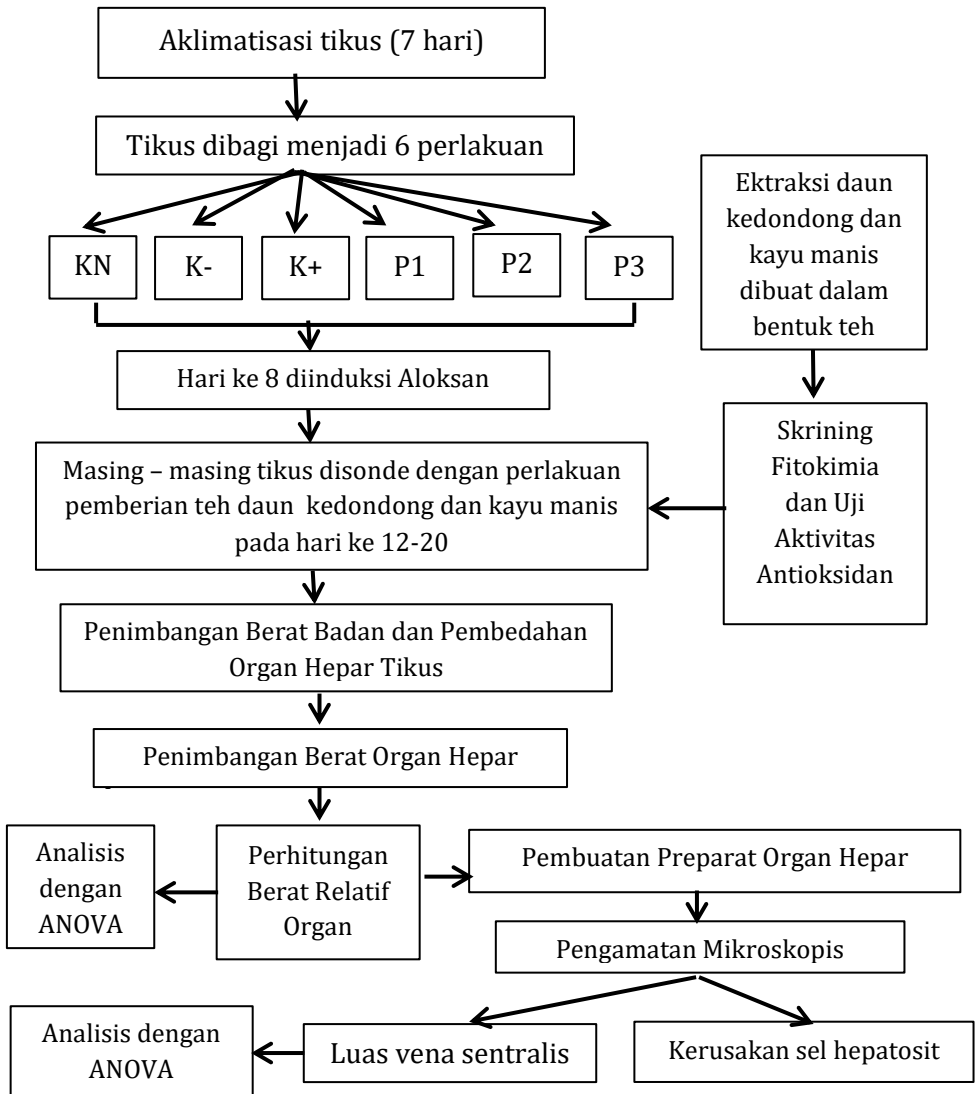 Aklimatisasi tikus (7 hari)
Tikus dibagi menjadi 6 perlakuan
KN
K-
K+
P1
P2
P3
Ektraksi daun
kedondong dan
kayu manis
dibuat dalam
bentuk teh
Hari ke 8 diinduksi Aloksan
Skrining
Fitokimia
dan Uji
Aktivitas
Antioksidan
Masing – masing tikus disonde dengan perlakuan
pemberian teh daun kedondong dan kayu manis
pada hari ke 12-20
Penimbangan Berat Badan dan Pembedahan
Organ Hepar Tikus
Penimbangan Berat Organ Hepar
Analisis
dengan
ANOVA
Perhitungan
Berat Relatif
Organ
Pembuatan Preparat Organ Hepar
Pengamatan Mikroskopis
Analisis dengan
ANOVA
Luas vena sentralis
Kerusakan sel hepatosit